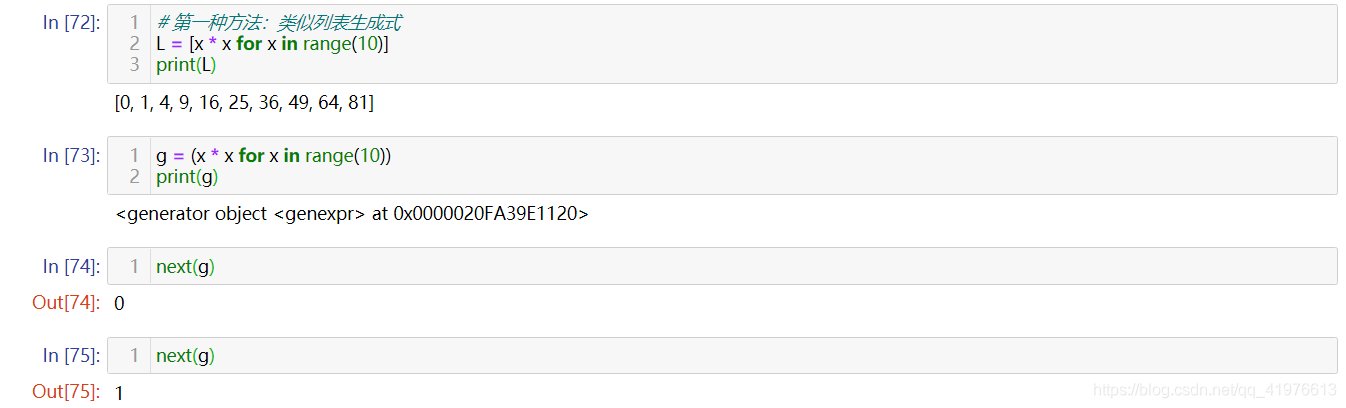 In [72]:
1 # 第一种方法：类似列表生成式
2 L = [x * x for x in range(10)]
3 print(L)
[0, 1, 4, 9, 16, 25, 36, 49, 64, 81]
In [73]:
1 g = (x * x for x in range(10))
2 print(g)
<generator object <genexpr> at 0x0000020FA39E1120>
In [74]:
1 next(g)
Out[74]: 0
In [75]:
1 next(g)
Out[75]: 1
https://blog.csdn.net/qq_41976613